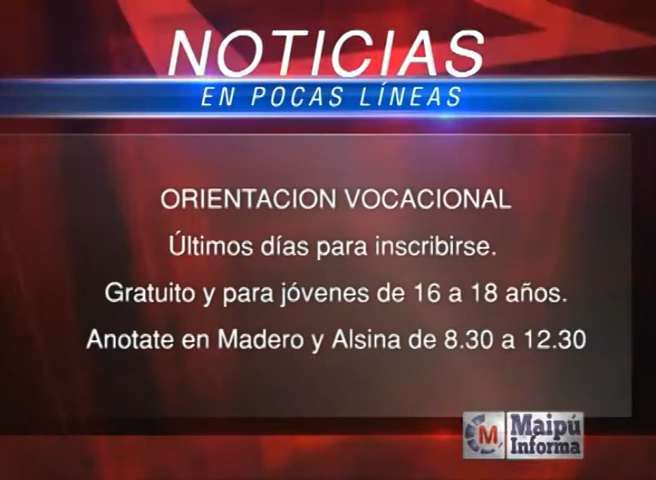 NOTICIAS
EN POCAS LÍNEAS
ORIENTACION VOCACIONAL
Últimos días para inscribirse.
Gratuito y para jóvenes de 16 a 18 años.
Anotate en Madero y Alsina de 8.30 a 12.30
M Maipú
Informa